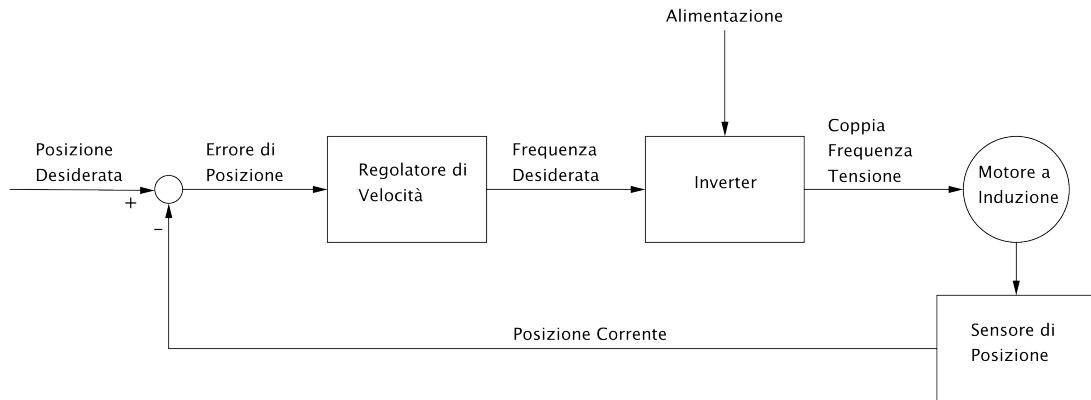 Alimentazione
Posizione
Desiderata
+
-
Errore di
Posizione
Regolatore di
Velocità
Frequenza
Desiderata
Inverter
Coppia
Frequenza
Tensione
Motore a
Induzione
Posizione Corrente
Sensore di
Posizione